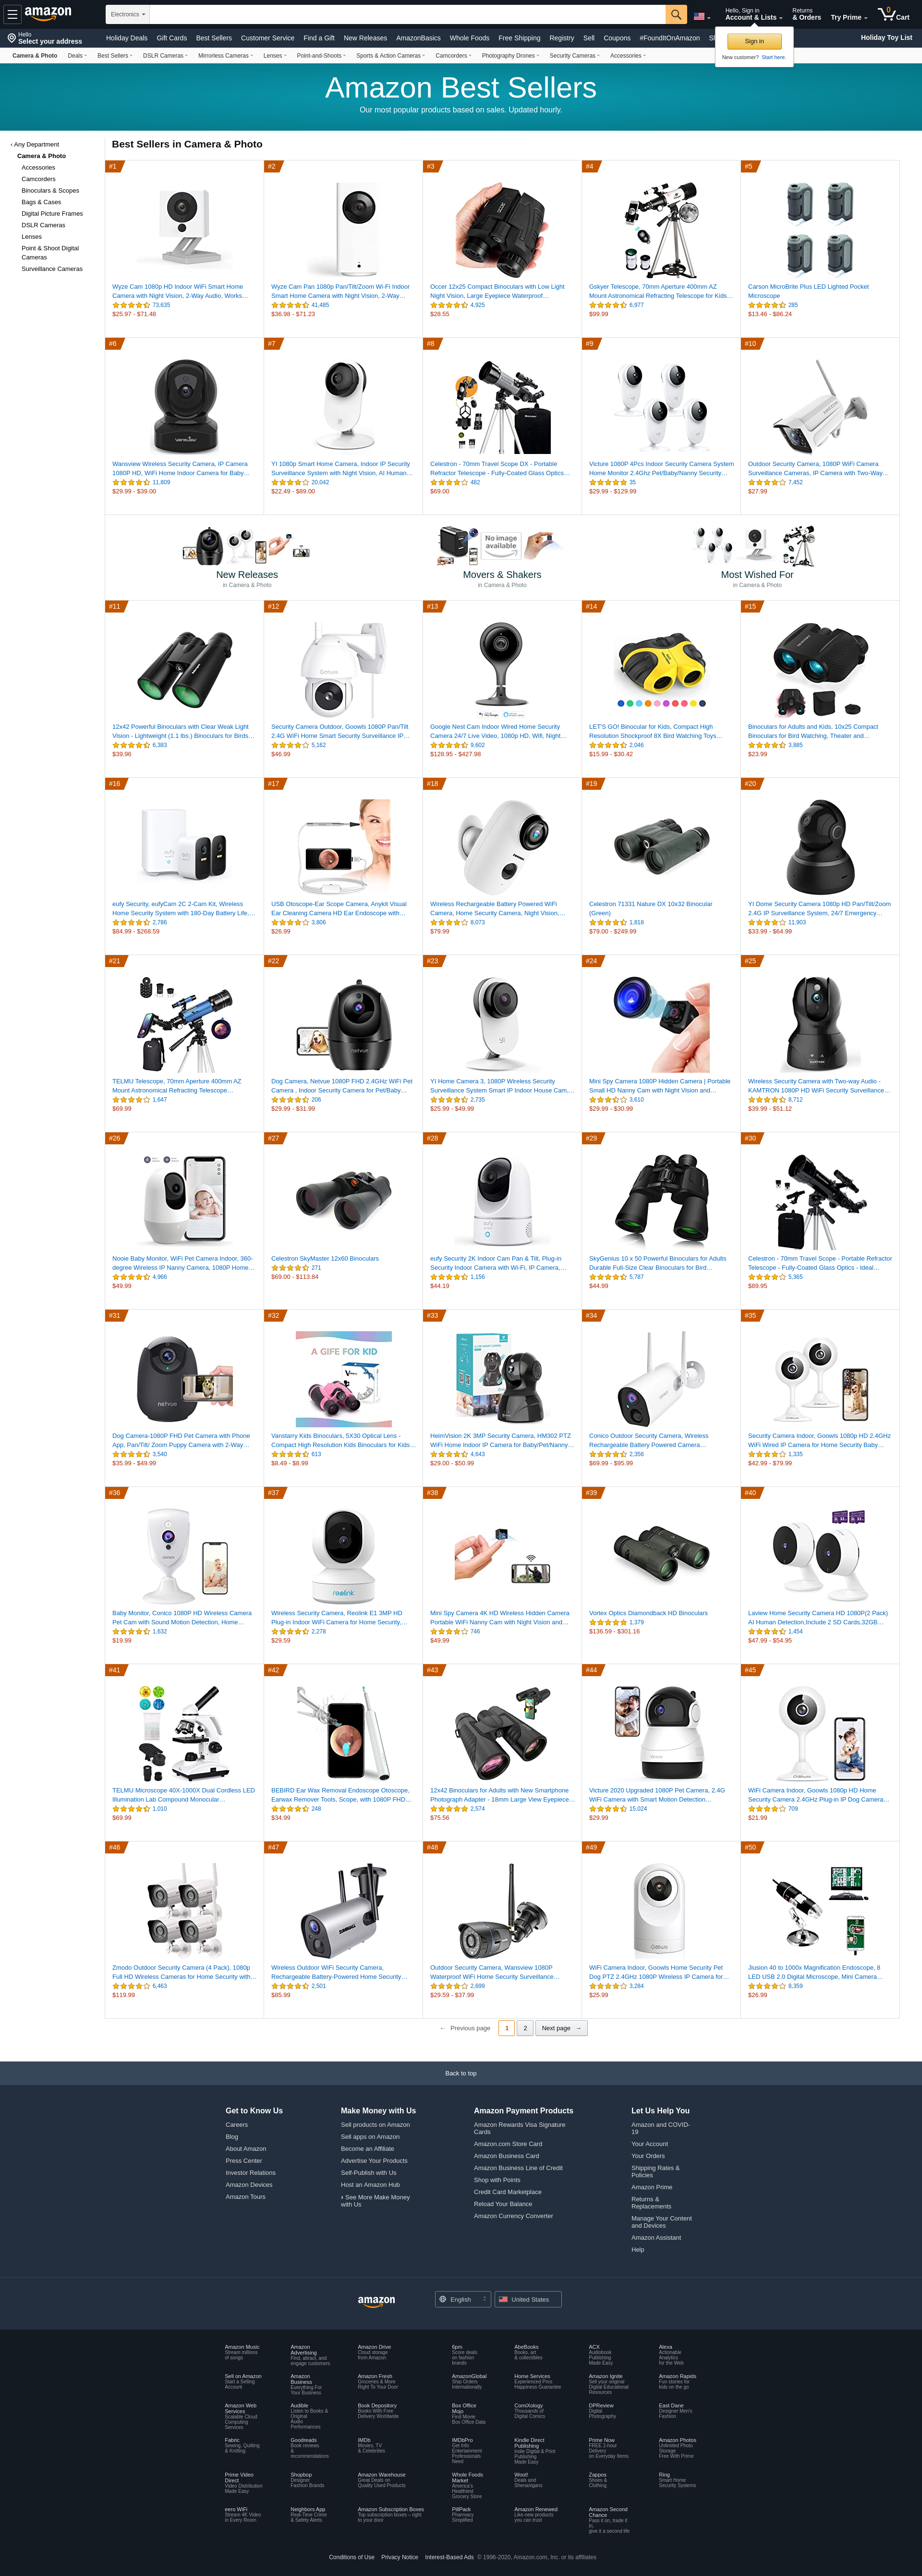 amazon
Electronics
Hello, Sign in
Account & Lists
Returns
& Orders
Try Prime
0
Cart
Hello
Select your address
Holiday Deals Gift Cards Best Sellers Customer Service Find a Gift New Releases AmazonBasics Whole Foods Free Shipping Registry Sell Coupons #FoundItOnAmazon
Holiday Toy List
Sign in
New customer? Start here.
Camera & Photo Deals Best Sellers DSLR Cameras Mirrorless Cameras Lenses Point-and-Shoots Sports & Action Cameras Camcorders Photography Drones Security Cameras Accessories
Amazon Best Sellers
Our most popular products based on sales. Updated hourly.
‹ Any Department
Camera & Photo
Accessories
Camcorders
Binoculars & Scopes
Bags & Cases
Digital Picture Frames
DSLR Cameras
Lenses
Point & Shoot Digital
Cameras
Surveillance Cameras
Best Sellers in Camera & Photo
#1
Wyze Cam 1080p HD Indoor WiFi Smart Home
Camera with Night Vision, 2-Way Audio, Works…
73,635
$25.97 - $71.48
#2
Wyze Cam Pan 1080p Pan/Tilt/Zoom Wi-Fi Indoor
Smart Home Camera with Night Vision, 2-Way…
41,485
$36.98 - $71.23
#3
Occer 12x25 Compact Binoculars with Low Light
Night Vision, Large Eyepiece Waterproof…
4,925
$28.55
#4
Gskyer Telescope, 70mm Aperture 400mm AZ
Mount Astronomical Refracting Telescope for Kids…
6,977
$99.99
#5
Carson MicroBrite Plus LED Lighted Pocket
Microscope
285
$13.46 - $86.24
#6
Wansview Wireless Security Camera, IP Camera
1080P HD, WiFi Home Indoor Camera for Baby…
11,809
$29.99 - $39.00
#7
YI 1080p Smart Home Camera, Indoor IP Security
Surveillance System with Night Vision, AI Human…
20,042
$22.49 - $89.00
#8
Celestron - 70mm Travel Scope DX - Portable
Refractor Telescope - Fully-Coated Glass Optics…
482
$69.00
#9
Victure 1080P 4Pcs Indoor Security Camera System
Home Monitor 2.4Ghz Pet/Baby/Nanny Security…
35
$29.99 - $129.99
#10
Outdoor Security Camera, 1080P WiFi Camera
Surveillance Cameras, IP Camera with Two-Way…
7,452
$27.99
No image
available
New Releases
in Camera & Photo
Movers & Shakers
in Camera & Photo
Most Wished For
in Camera & Photo
#11
12x42 Powerful Binoculars with Clear Weak Light
Vision - Lightweight (1.1 lbs.) Binoculars for Birds…
6,383
$39.96
#12
Security Camera Outdoor, Goowls 1080P Pan/Tilt
2.4G WiFi Home Smart Security Surveillance IP…
5,162
$46.99
#13
Google Nest Cam Indoor Wired Home Security
Camera 24/7 Live Video, 1080p HD, Wifi, Night…
9,602
$128.95 - $427.98
#14
LET'S GO! Binocular for Kids, Compact High
Resolution Shockproof 8X Bird Watching Toys…
2,046
$15.99 - $30.42
#15
Binoculars for Adults and Kids, 10x25 Compact
Binoculars for Bird Watching, Theater and…
3,885
$23.99
#16
eufy Security, eufyCam 2C 2-Cam Kit, Wireless
Home Security System with 180-Day Battery Life,…
2,786
$84.99 - $268.59
#17
USB Otoscope-Ear Scope Camera, Anykit Visual
Ear Cleaning Camera HD Ear Endoscope with…
3,806
$26.99
#18
Wireless Rechargeable Battery Powered WiFi
Camera, Home Security Camera, Night Vision,…
8,073
$79.99
#19
Celestron 71331 Nature DX 10x32 Binocular
(Green)
1,818
$79.00 - $249.99
#20
YI Dome Security Camera 1080p HD Pan/Tilt/Zoom
2.4G IP Surveillance System, 24/7 Emergency…
11,903
$33.99 - $64.99
#21
TELMU Telescope, 70mm Aperture 400mm AZ
Mount Astronomical Refracting Telescope…
1,647
$69.99
#22
netvue
Dog Camera, Netvue 1080P FHD 2.4GHz WiFi Pet
Camera , Indoor Security Camera for Pet/Baby…
206
$29.99 - $31.99
#23
YI Home Camera 3, 1080P Wireless Security
Surveillance System Smart IP Indoor House Cam,…
2,735
$25.99 - $49.99
#24
Mini Spy Camera 1080P Hidden Camera | Portable
Small HD Nanny Cam with Night Vision and…
3,610
$29.99 - $30.99
#25
Wireless Security Camera with Two-way Audio -
KAMTRON 1080P HD WiFi Security Surveillance…
8,712
$39.99 - $51.12
#26
Nooie Baby Monitor, WiFi Pet Camera Indoor, 360-
degree Wireless IP Nanny Camera, 1080P Home…
4,966
$49.99
#27
Celestron SkyMaster 12x60 Binoculars
271
$69.00 - $113.84
#28
eufy Security 2K Indoor Cam Pan & Tilt, Plug-in
Security Indoor Camera with Wi-Fi, IP Camera,…
1,156
$44.19
#29
SkyGenius 10 x 50 Powerful Binoculars for Adults
Durable Full-Size Clear Binoculars for Bird…
5,787
$44.99
#30
Celestron - 70mm Travel Scope - Portable Refractor
Telescope - Fully-Coated Glass Optics - Ideal…
5,365
$89.95
#31
netvue
Dog Camera-1080P FHD Pet Camera with Phone
App, Pan/Tilt/ Zoom Puppy Camera with 2-Way…
3,540
$35.99 - $49.99
#32
A GIFE FOR KID
Vanstarry Kids Binoculars, 5X30 Optical Lens -
Compact High Resolution Kids Binoculars for Kids…
613
$8.49 - $8.99
#33
HeimVision 2K 3MP Security Camera, HM302 PTZ
WiFi Home Indoor IP Camera for Baby/Pet/Nanny…
4,643
$29.00 - $50.99
#34
Conico Outdoor Security Camera, Wireless
Rechargeable Battery Powered Camera…
2,356
$69.99 - $95.99
#35
Security Camera Indoor, Goowls 1080p HD 2.4GHz
WiFi Wired IP Camera for Home Security Baby…
1,335
$42.99 - $79.99
#36
Baby Monitor, Conico 1080P HD Wireless Camera
Pet Cam with Sound Motion Detection, Home…
1,632
$19.99
#37
reolink
Wireless Security Camera, Reolink E1 3MP HD
Plug-in Indoor WiFi Camera for Home Security,…
2,278
$29.59
#38
Mini Spy Camera 4K HD Wireless Hidden Camera
Portable WiFi Nanny Cam with Night Vision and…
746
$49.99
#39
Vortex Optics Diamondback HD Binoculars
1,379
$136.59 - $301.16
#40
Laview Home Security Camera HD 1080P(2 Pack)
AI Human Detection,Include 2 SD Cards,32GB…
1,454
$47.99 - $54.95
#41
TELMU Microscope 40X-1000X Dual Cordless LED
Illumination Lab Compound Monocular…
1,010
$69.99
#42
BEBIRD Ear Wax Removal Endoscope Otoscope,
Earwax Remover Tools, Scope, with 1080P FHD…
248
$34.99
#43
12x42 Binoculars for Adults with New Smartphone
Photograph Adapter - 18mm Large View Eyepiece…
2,574
$75.56
#44
Victure 2020 Upgraded 1080P Pet Camera, 2.4G
WiFi Camera with Smart Motion Detection…
15,024
$29.99
#45
WiFi Camera Indoor, Goowls 1080p HD Home
Security Camera 2.4GHz Plug-in IP Dog Camera…
709
$21.99
#46
Zmodo Outdoor Security Camera (4 Pack), 1080p
Full HD Wireless Cameras for Home Security with…
6,463
$119.99
#47
Wireless Outdoor WiFi Security Camera,
Rechargeable Battery-Powered Home Security…
2,501
$85.99
#48
Outdoor Security Camera, Wansview 1080P
Waterproof WiFi Home Security Surveillance…
2,699
$29.59 - $37.99
#49
WiFi Camera Indoor, Goowls Home Security Pet
Dog PTZ 2.4GHz 1080P Wireless IP Camera for…
3,284
$25.99
#50
Jiusion 40 to 1000x Magnification Endoscope, 8
LED USB 2.0 Digital Microscope, Mini Camera…
8,359
$26.99
← Previous page 1 2 Next page →
Back to top
Get to Know Us
Careers
Blog
About Amazon
Press Center
Investor Relations
Amazon Devices
Amazon Tours
Make Money with Us
Sell products on Amazon
Sell apps on Amazon
Become an Affiliate
Advertise Your Products
Self-Publish with Us
Host an Amazon Hub
› See More Make Money
with Us
Amazon Payment Products
Amazon Rewards Visa Signature
Cards
Amazon.com Store Card
Amazon Business Card
Amazon Business Line of Credit
Shop with Points
Credit Card Marketplace
Reload Your Balance
Amazon Currency Converter
Let Us Help You
Amazon and COVID-
19
Your Account
Your Orders
Shipping Rates &
Policies
Amazon Prime
Returns &
Replacements
Manage Your Content
and Devices
Amazon Assistant
Help
amazon
English
United States
Amazon Music
Stream millions
of songs
Amazon
Advertising
Find, attract, and
engage customers
Amazon Drive
Cloud storage
from Amazon
6pm
Score deals
on fashion
brands
AbeBooks
Books, art
& collectibles
ACX
Audiobook
Publishing
Made Easy
Alexa
Actionable
Analytics
for the Web
Sell on Amazon
Start a Selling
Account
Amazon
Business
Everything For
Your Business
Amazon Fresh
Groceries & More
Right To Your Door
AmazonGlobal
Ship Orders
Internationally
Home Services
Experienced Pros
Happiness Guarantee
Amazon Ignite
Sell your original
Digital Educational
Resources
Amazon Rapids
Fun stories for
kids on the go
Amazon Web
Services
Scalable Cloud
Computing
Services
Audible
Listen to Books &
Original
Audio
Performances
Book Depository
Books With Free
Delivery Worldwide
Box Office
Mojo
Find Movie
Box Office Data
ComiXology
Thousands of
Digital Comics
DPReview
Digital
Photography
East Dane
Designer Men's
Fashion
Fabric
Sewing, Quilting
& Knitting
Goodreads
Book reviews
&
recommendations
IMDb
Movies, TV
& Celebrities
IMDbPro
Get Info
Entertainment
Professionals
Need
Kindle Direct
Publishing
Indie Digital & Print
Publishing
Made Easy
Prime Now
FREE 2-hour
Delivery
on Everyday Items
Amazon Photos
Unlimited Photo
Storage
Free With Prime
Prime Video
Direct
Video Distribution
Made Easy
Shopbop
Designer
Fashion Brands
Amazon Warehouse
Great Deals on
Quality Used Products
Whole Foods
Market
America's
Healthiest
Grocery Store
Woot!
Deals and
Shenanigans
Zappos
Shoes &
Clothing
Ring
Smart Home
Security Systems
eero WiFi
Stream 4K Video
in Every Room
Neighbors App
Real-Time Crime
& Safety Alerts
Amazon Subscription Boxes
Top subscription boxes – right
to your door
PillPack
Pharmacy
Simplified
Amazon Renewed
Like-new products
you can trust
Amazon Second
Chance
Pass it on, trade it
in,
give it a second life
Conditions of Use Privacy Notice Interest-Based Ads © 1996-2020, Amazon.com, Inc. or its affiliates